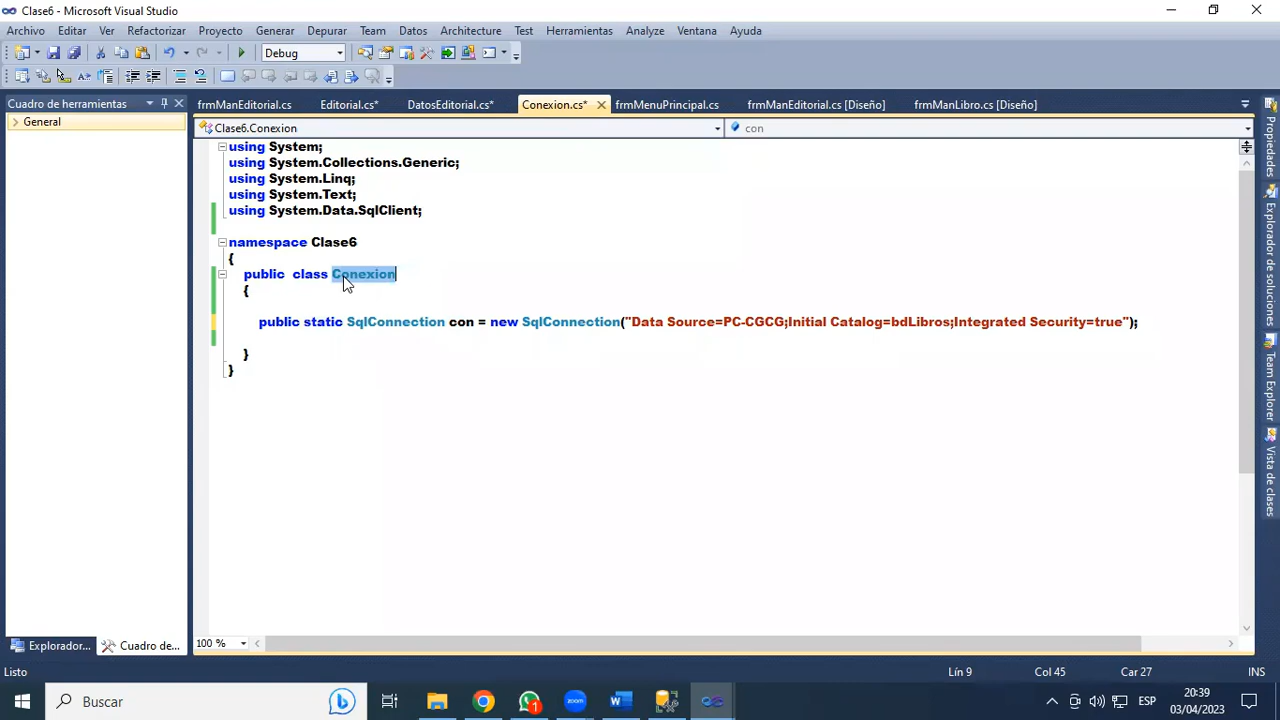 Clase6 - Microsoft Visual Studio
Archivo Editar Ver Refactorizar Proyecto Generar Depurar Team Datos Architecture Test Herramientas Analyze Ventana Ayuda
Debug
Cuadro de herramientas
General
frmManEditorial.cs Editorial.cs* DatosEditorial.cs* Conexion.cs* frmMenuPrincipal.cs frmManEditorial.cs [Diseño] frmManLibro.cs [Diseño]
Clase6.Conexion con
using System;
using System.Collections.Generic;
using System.Linq;
using System.Text;
using System.Data.SqlClient;
namespace Clase6
{
public class Conexion
{
public static SqlConnection con = new SqlConnection("Data Source=PC-CGCG;Initial Catalog=bdLibros;Integrated Security=true");
}
}
Propiedades
Explorador de soluciones
Team Explorer
Vista de clases
Explorador... Cuadro de...
100 %
Listo Lín 9 Col 45 Car 27 INS
Buscar
zoom
1
ESP
20:39
03/04/2023